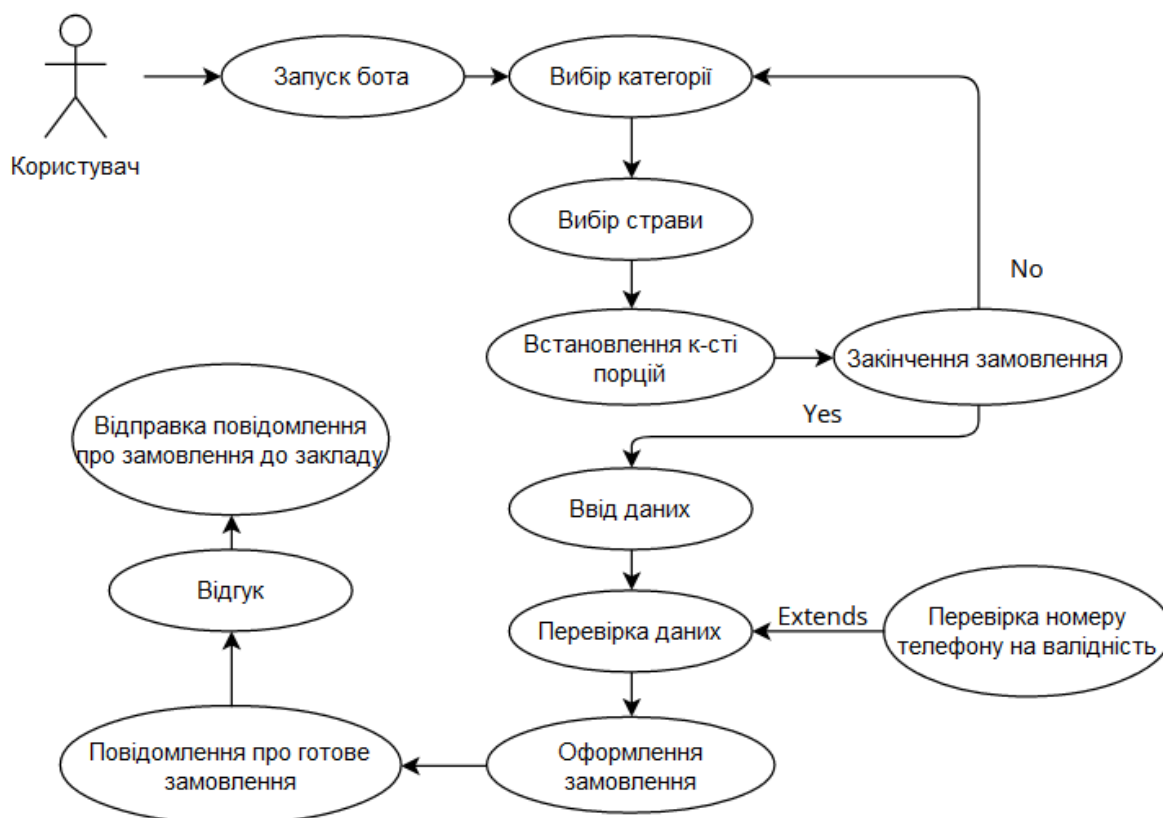 Запуск бота
Вибір категорії
Користувач
Вибір страви
No
Встановлення к-сті
порцій
Закінчення замовлення
Yes
Відправка повідомлення
про замовлення до закладу
Ввід даних
Відгук
Перевірка даних
Extends
Перевірка номеру
телефону на валідність
Повідомлення про готове
замовлення
Оформлення
замовлення